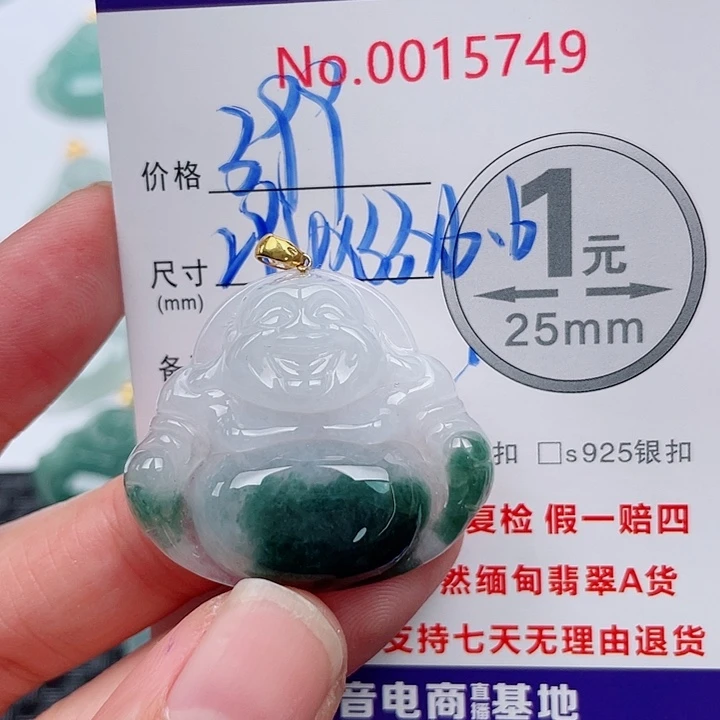 No.0015749
价格 399
尺寸
(mm)
1元
25mm
扣 □s925银扣
复检 假一赔四
然缅甸翡翠A货
支持七天无理由退货
音电商直播基地